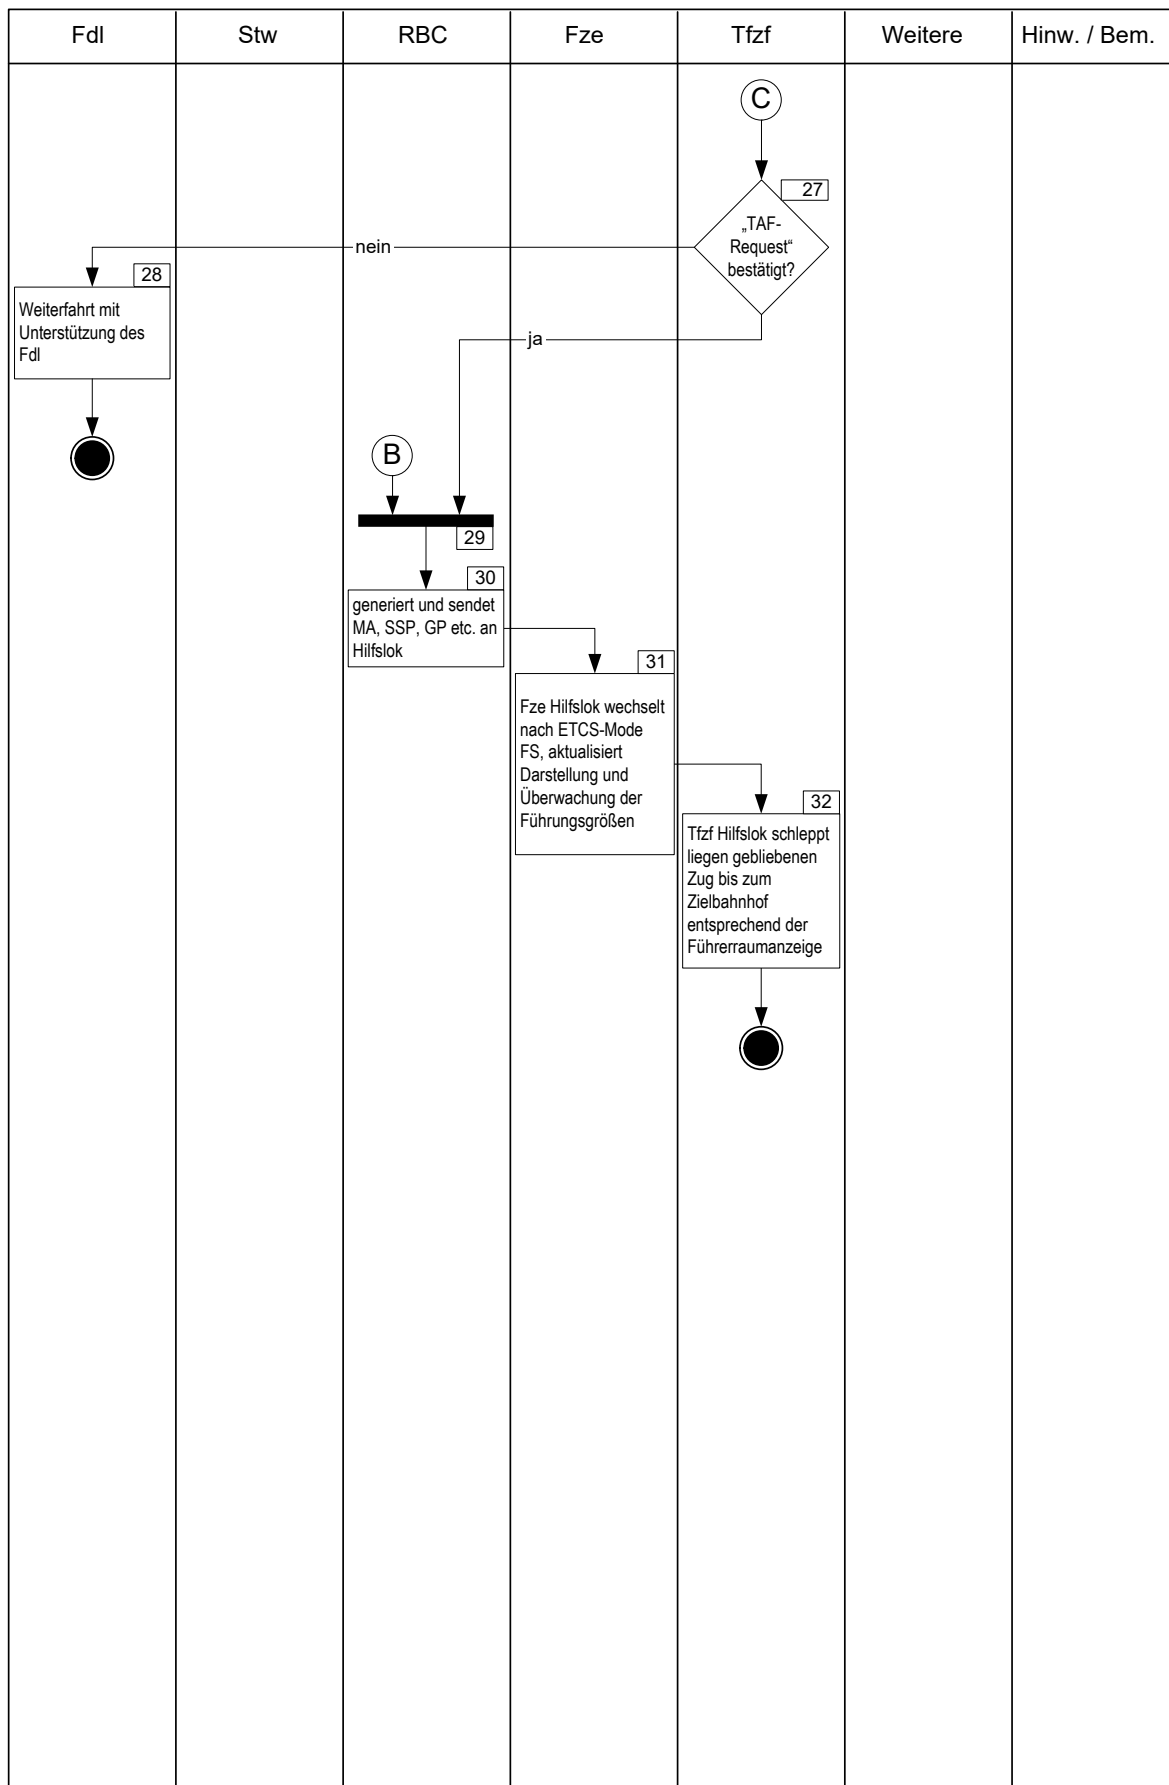 Fdl
Stw
RBC
Fze
Tfzf
Weitere
Hinw. / Bem.
C
27
„TAF-
Request“
bestätigt?
nein
28
Weiterfahrt mit
Unterstützung des
Fdl
ja
B
29
30
generiert und sendet
MA, SSP, GP etc. an
Hilfslok
31
Fze Hilfslok wechselt
nach ETCS-Mode
FS, aktualisiert
Darstellung und
Überwachung der
Führungsgrößen
32
Tfzf Hilfslok schleppt
liegen gebliebenen
Zug bis zum
Zielbahnhof
entsprechend der
Führerraumanzeige